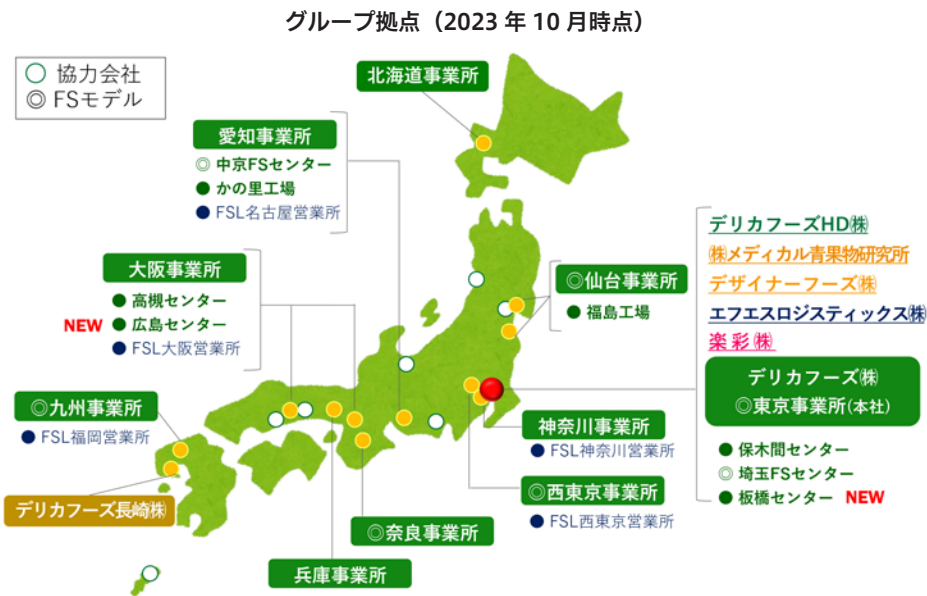 グループ拠点（2023 年 10 月時点）
○ 協力会社
◎ FSモデル
北海道事業所
愛知事業所
◎ 中京FSセンター
● かの里工場
● FSL名古屋営業所
大阪事業所
● 高槻センター
NEW ● 広島センター
● FSL大阪営業所
◎九州事業所
● FSL福岡営業所
デリカフーズ長崎㈱
◎仙台事業所
● 福島工場
デリカフーズHD㈱
㈱メディカル青果物研究所
デザイナーフーズ㈱
エフエスロジスティックス㈱
楽彩㈱
デリカフーズ㈱
◎東京事業所(本社)
● 保木間センター
◎ 埼玉FSセンター
● 板橋センター NEW
神奈川事業所
● FSL神奈川営業所
◎西東京事業所
● FSL西東京営業所
◎奈良事業所
兵庫事業所